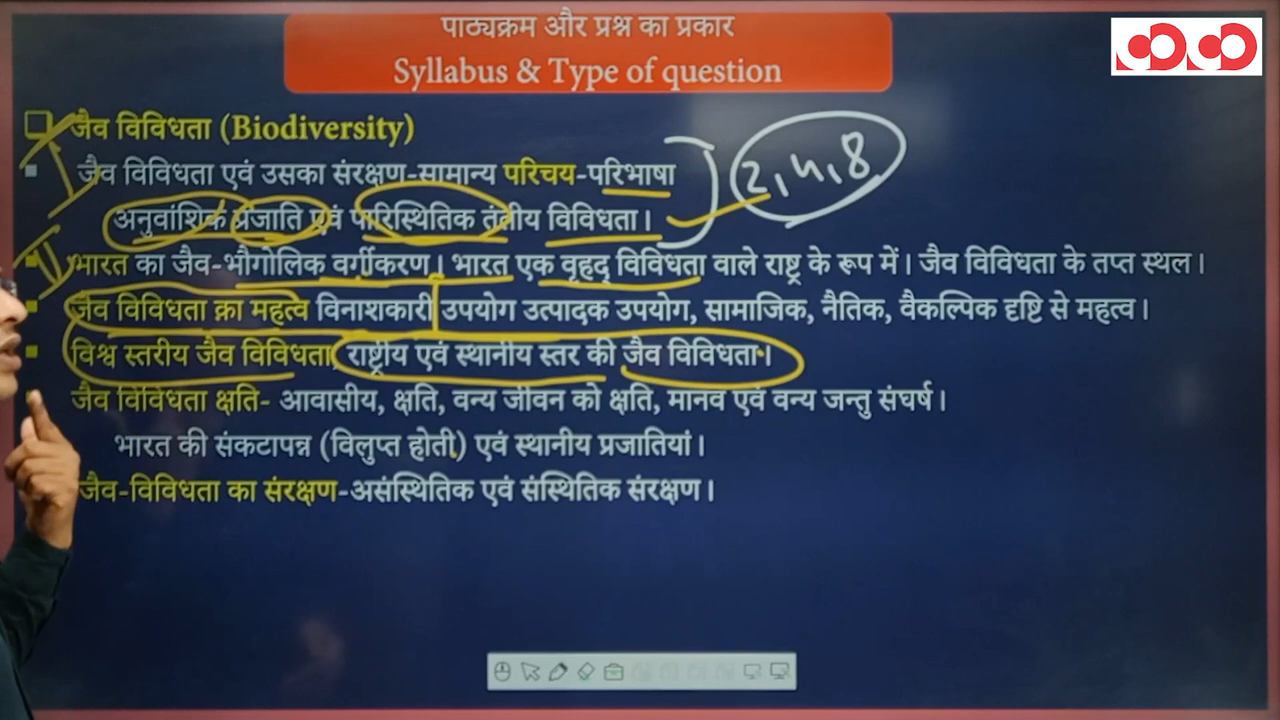 पाठ्यक्रम और प्रश्न का प्रकार
Syllabus & Type of question
जैव विविधता (Biodiversity)
जैव विविधता एवं उसका संरक्षण-सामान्य परिचय-परिभाषा
2,4,8
अनुवांशिक प्रजाति एवं पारिस्थितिक तंत्रीय विविधता।
भारत का जैव-भौगोलिक वर्गीकरण। भारत एक वृहद् विविधता वाले राष्ट्र के रूप में। जैव विविधता के तप्त स्थल।
जैव विविधता का महत्व विनाशकारी उपयोग उत्पादक उपयोग, सामाजिक, नैतिक, वैकल्पिक दृष्टि से महत्व।
विश्व स्तरीय जैव विविधता, राष्ट्रीय एवं स्थानीय स्तर की जैव विविधता।
जैव विविधता क्षति- आवासीय, क्षति, वन्य जीवन को क्षति, मानव एवं वन्य जन्तु संघर्ष।
भारत की संकटापन्न (विलुप्त होती) एवं स्थानीय प्रजातियां।
जैव-विविधता का संरक्षण-असंस्थितिक एवं संस्थितिक संरक्षण।